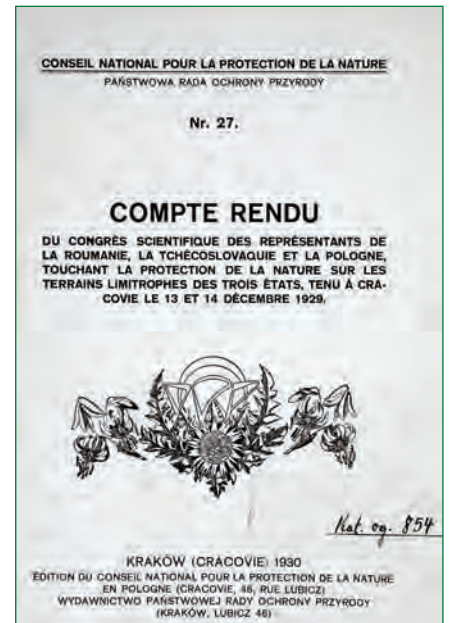 CONSEIL NATIONAL POUR LA PROTECTION DE LA NATURE
PAŃSTWOWA RADA OCHRONY PRZYRODY
Nr. 27.
COMPTE RENDU
DU CONGRÈS SCIENTIFIQUE DES REPRÉSENTANTS DE
LA ROUMANIE, LA TCHÉCOSLOVAQUIE ET LA POLOGNE,
TOUCHANT LA PROTECTION DE LA NATURE SUR LES
TERRAINS LIMITROPHES DES TROIS ÉTATS, TENU À CRA-
COVIE LE 13 ET 14 DÉCEMBRE 1929.
Kat. og. 854
KRAKÓW (CRACOVIE) 1930
EDITION DU CONSEIL NATIONAL POUR LA PROTECTION DE LA NATURE
EN POLOGNE (CRACOVIE, 46, RUE LUBICZ)
WYDAWNICTWO PAŃSTWOWEJ RADY OCHRONY PRZYRODY
(KRAKÓW, LUBICZ 46)